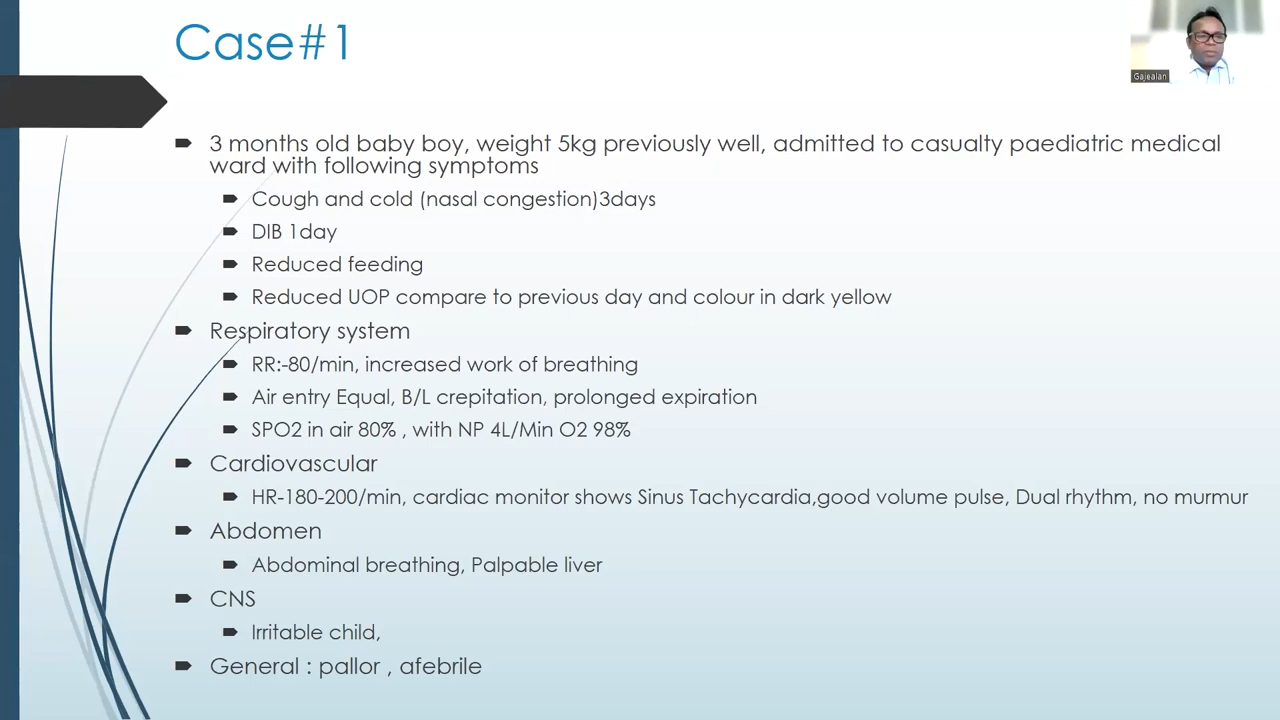 Case#1
Gajealan
3 months old baby boy, weight 5kg previously well, admitted to casualty paediatric medical
ward with following symptoms
Cough and cold (nasal congestion)3days
DIB 1day
Reduced feeding
Reduced UOP compare to previous day and colour in dark yellow
Respiratory system
RR:-80/min, increased work of breathing
Air entry Equal, B/L crepitation, prolonged expiration
SPO2 in air 80% , with NP 4L/Min O2 98%
Cardiovascular
HR-180-200/min, cardiac monitor shows Sinus Tachycardia,good volume pulse, Dual rhythm, no murmur
Abdomen
Abdominal breathing, Palpable liver
CNS
Irritable child,
General : pallor , afebrile